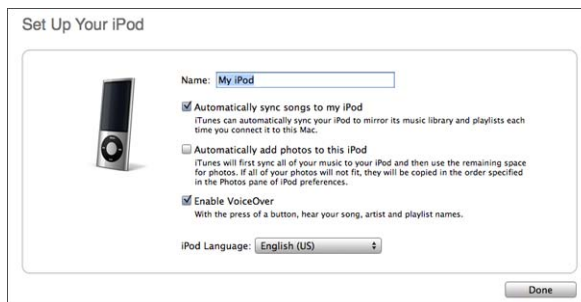 Set Up Your iPod
Name: My iPod
Automatically sync songs to my iPod
iTunes can automatically sync your iPod to mirror its music library and playlists each
time you connect it to this Mac.
Automatically add photos to this iPod
iTunes will first sync all of your music to your iPod and then use the remaining space
for photos. If all of your photos will not fit, they will be copied in the order specified
in the Photos pane of iPod preferences.
Enable VoiceOver
With the press of a button, hear your song, artist and playlist names.
iPod Language: English (US)
Done